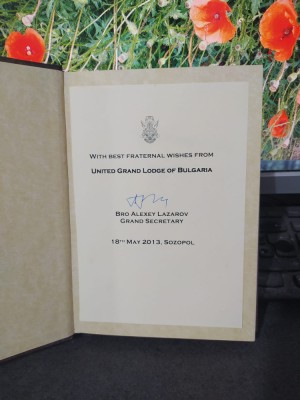 With best fraternal wishes from
United Grand Lodge of Bulgaria
Bro Alexey Lazarov
Grand Secretary
18th May 2013, Sozopol